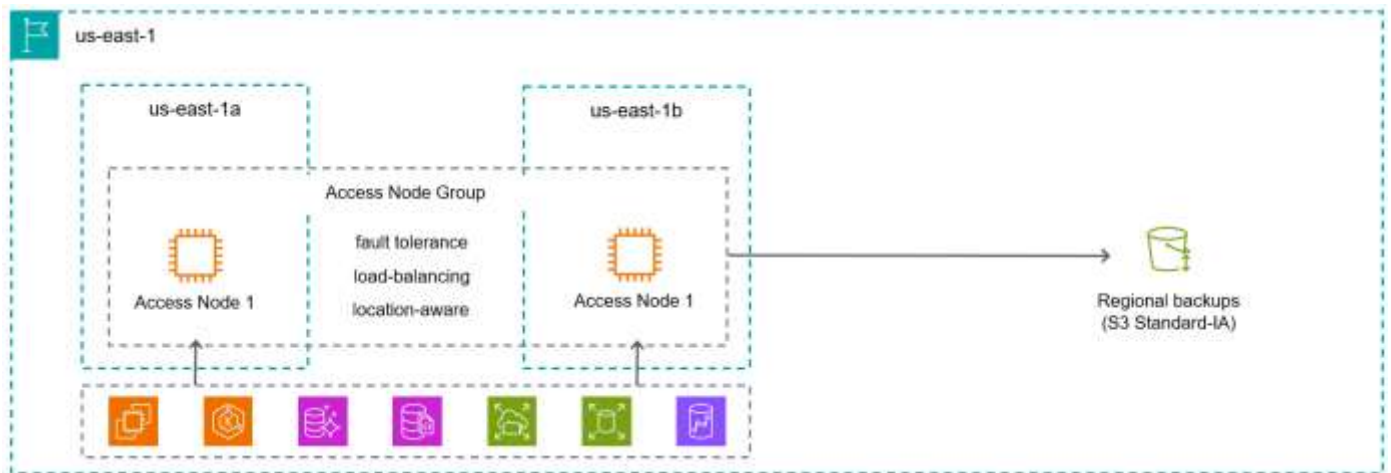 us-east-1
us-east-1a
us-east-1b
Access Node Group
fault tolerance
load-balancing
location-aware
Access Node 1
Access Node 1
Regional backups
(S3 Standard-IA)